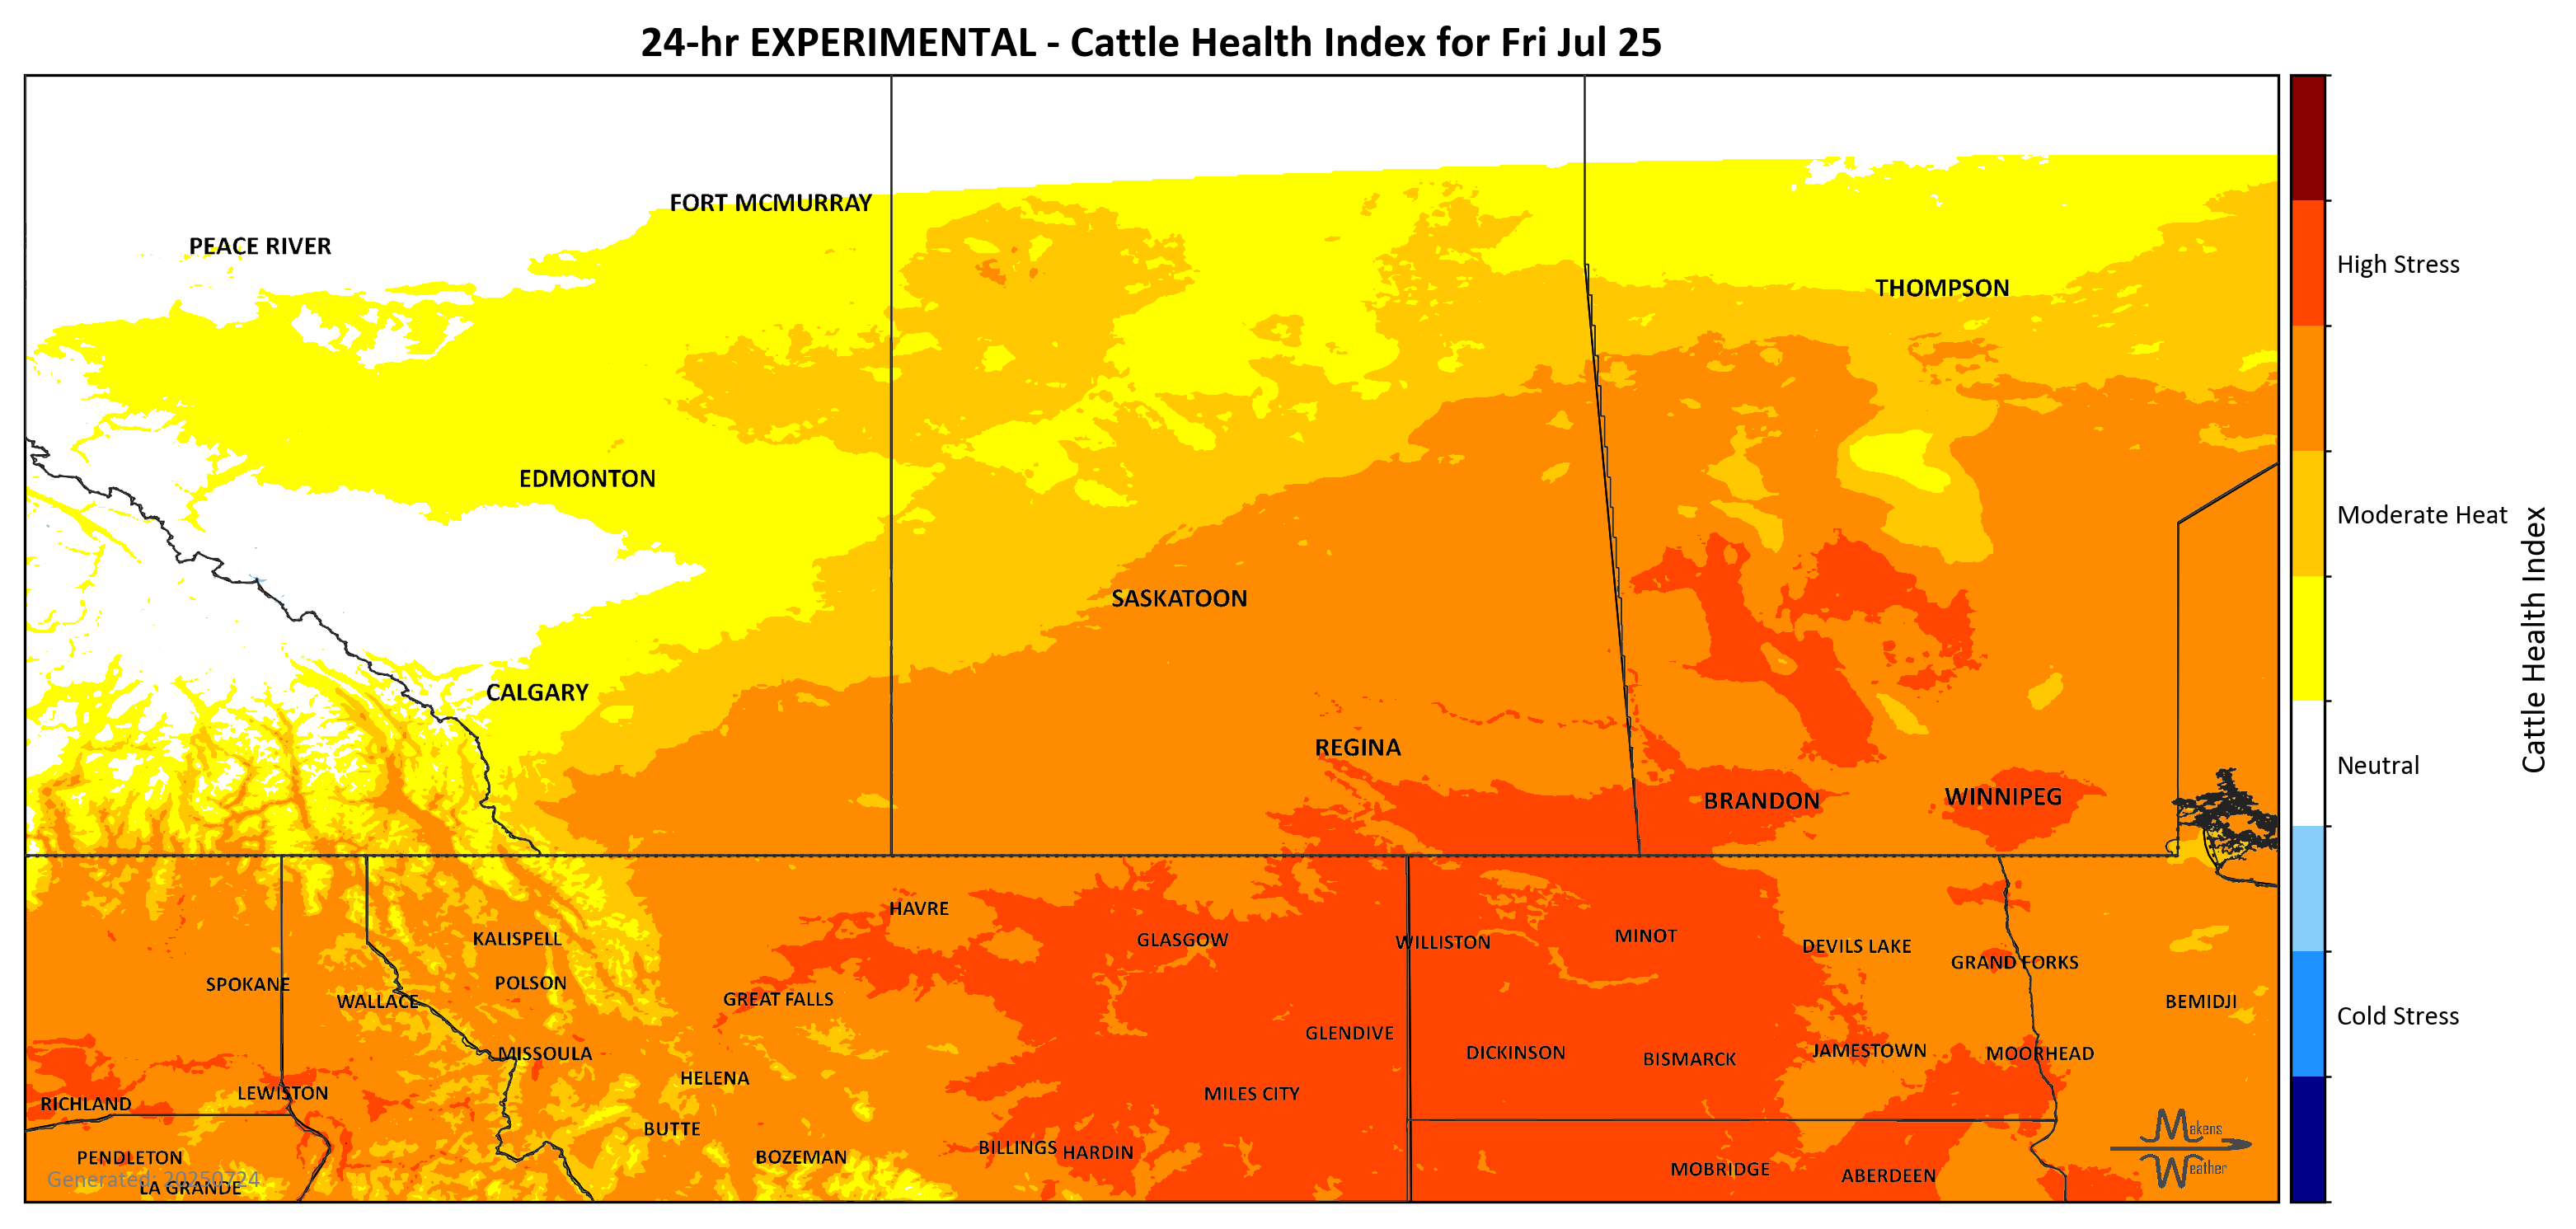 24-hr EXPERIMENTAL - Cattle Health Index for Fri Jul 25
FORT MCMURRAY
PEACE RIVER
High Stress
THOMPSON
EDMONTON
Moderate Heat
SASKATOON
Cattle Health Index
CALGARY
REGINA
Neutral
BRANDON
WINNIPEG
HAVRE
KALISPELL
GLASGOW
WILLISTON
MINOT
DEVILS LAKE
GRAND FORKS
SPOKANE
POLSON
WALLACE
GREAT FALLS
BEMIDJI
Cold Stress
GLENDIVE
MISSOULA
DICKINSON
BISMARCK
JAMESTOWN
MOORHEAD
HELENA
LEWISTON
MILES CITY
RICHLAND
BUTTE
Makens
Weather
PENDLETON
BOZEMAN
BILLINGS
HARDIN
MOBRIDGE
ABERDEEN
Generated: 20250724
LA GRANDE